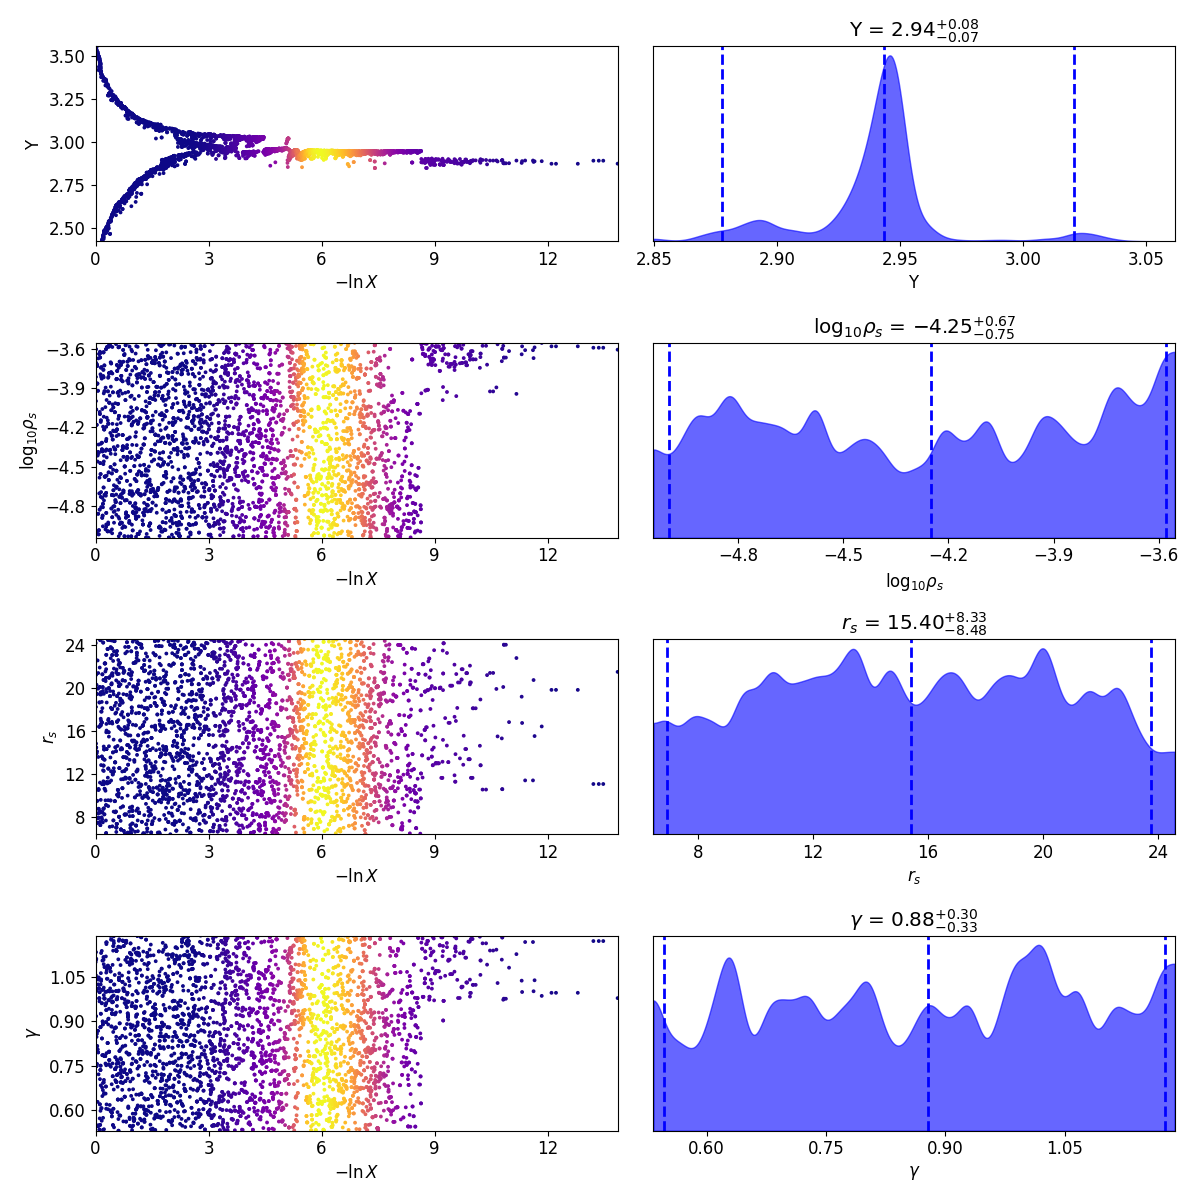 Y = 2.94+0.08−0.07
3.50
3.25
3.00
2.75
2.50
Y
0 3 6 9 12
−ln X
2.85 2.90 2.95 3.00 3.05
Y
log10ρs = −4.25+0.67−0.75
−3.6
−3.9
−4.2
−4.5
−4.8
log10ρs
0 3 6 9 12
−ln X
−4.8 −4.5 −4.2 −3.9 −3.6
log10ρs
rs = 15.40+8.33−8.48
24
20
16
12
8
rs
0 3 6 9 12
−ln X
8 12 16 20 24
rs
γ = 0.88+0.30−0.33
1.05
0.90
0.75
0.60
γ
0 3 6 9 12
−ln X
0.60 0.75 0.90 1.05
γ